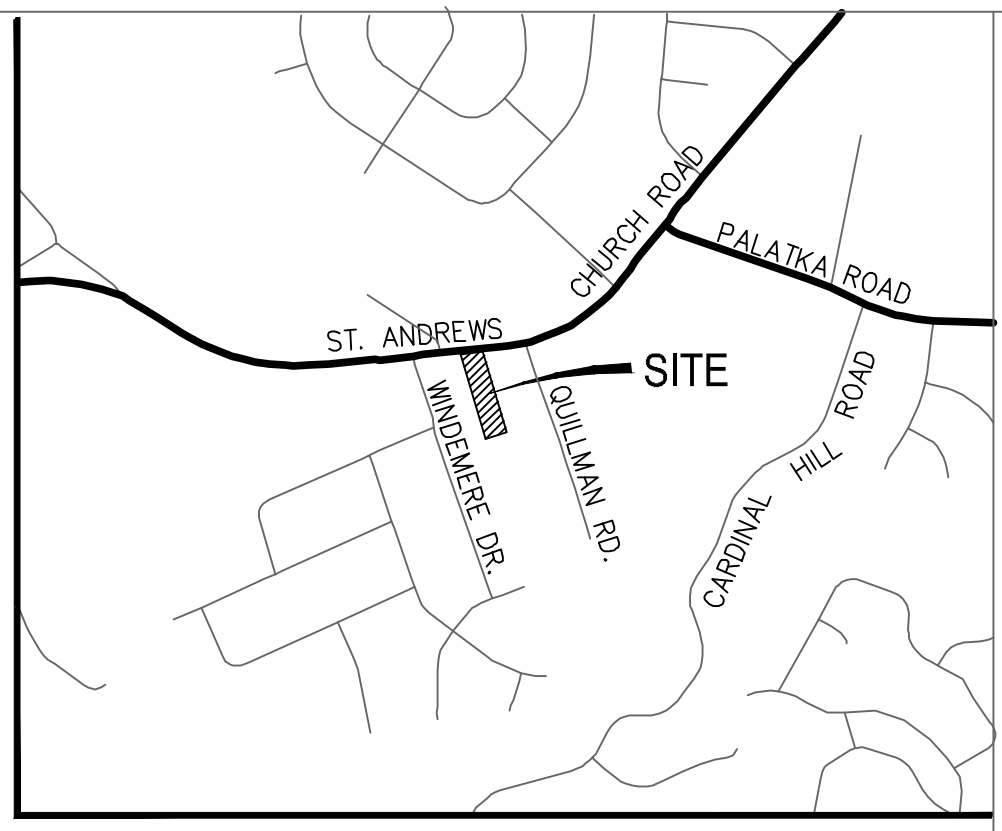 CHURCH ROAD
PALATKA ROAD
ST. ANDREWS
SITE
WINDEMERE DR.
QUILLMAN RD.
CARDINAL HILL ROAD